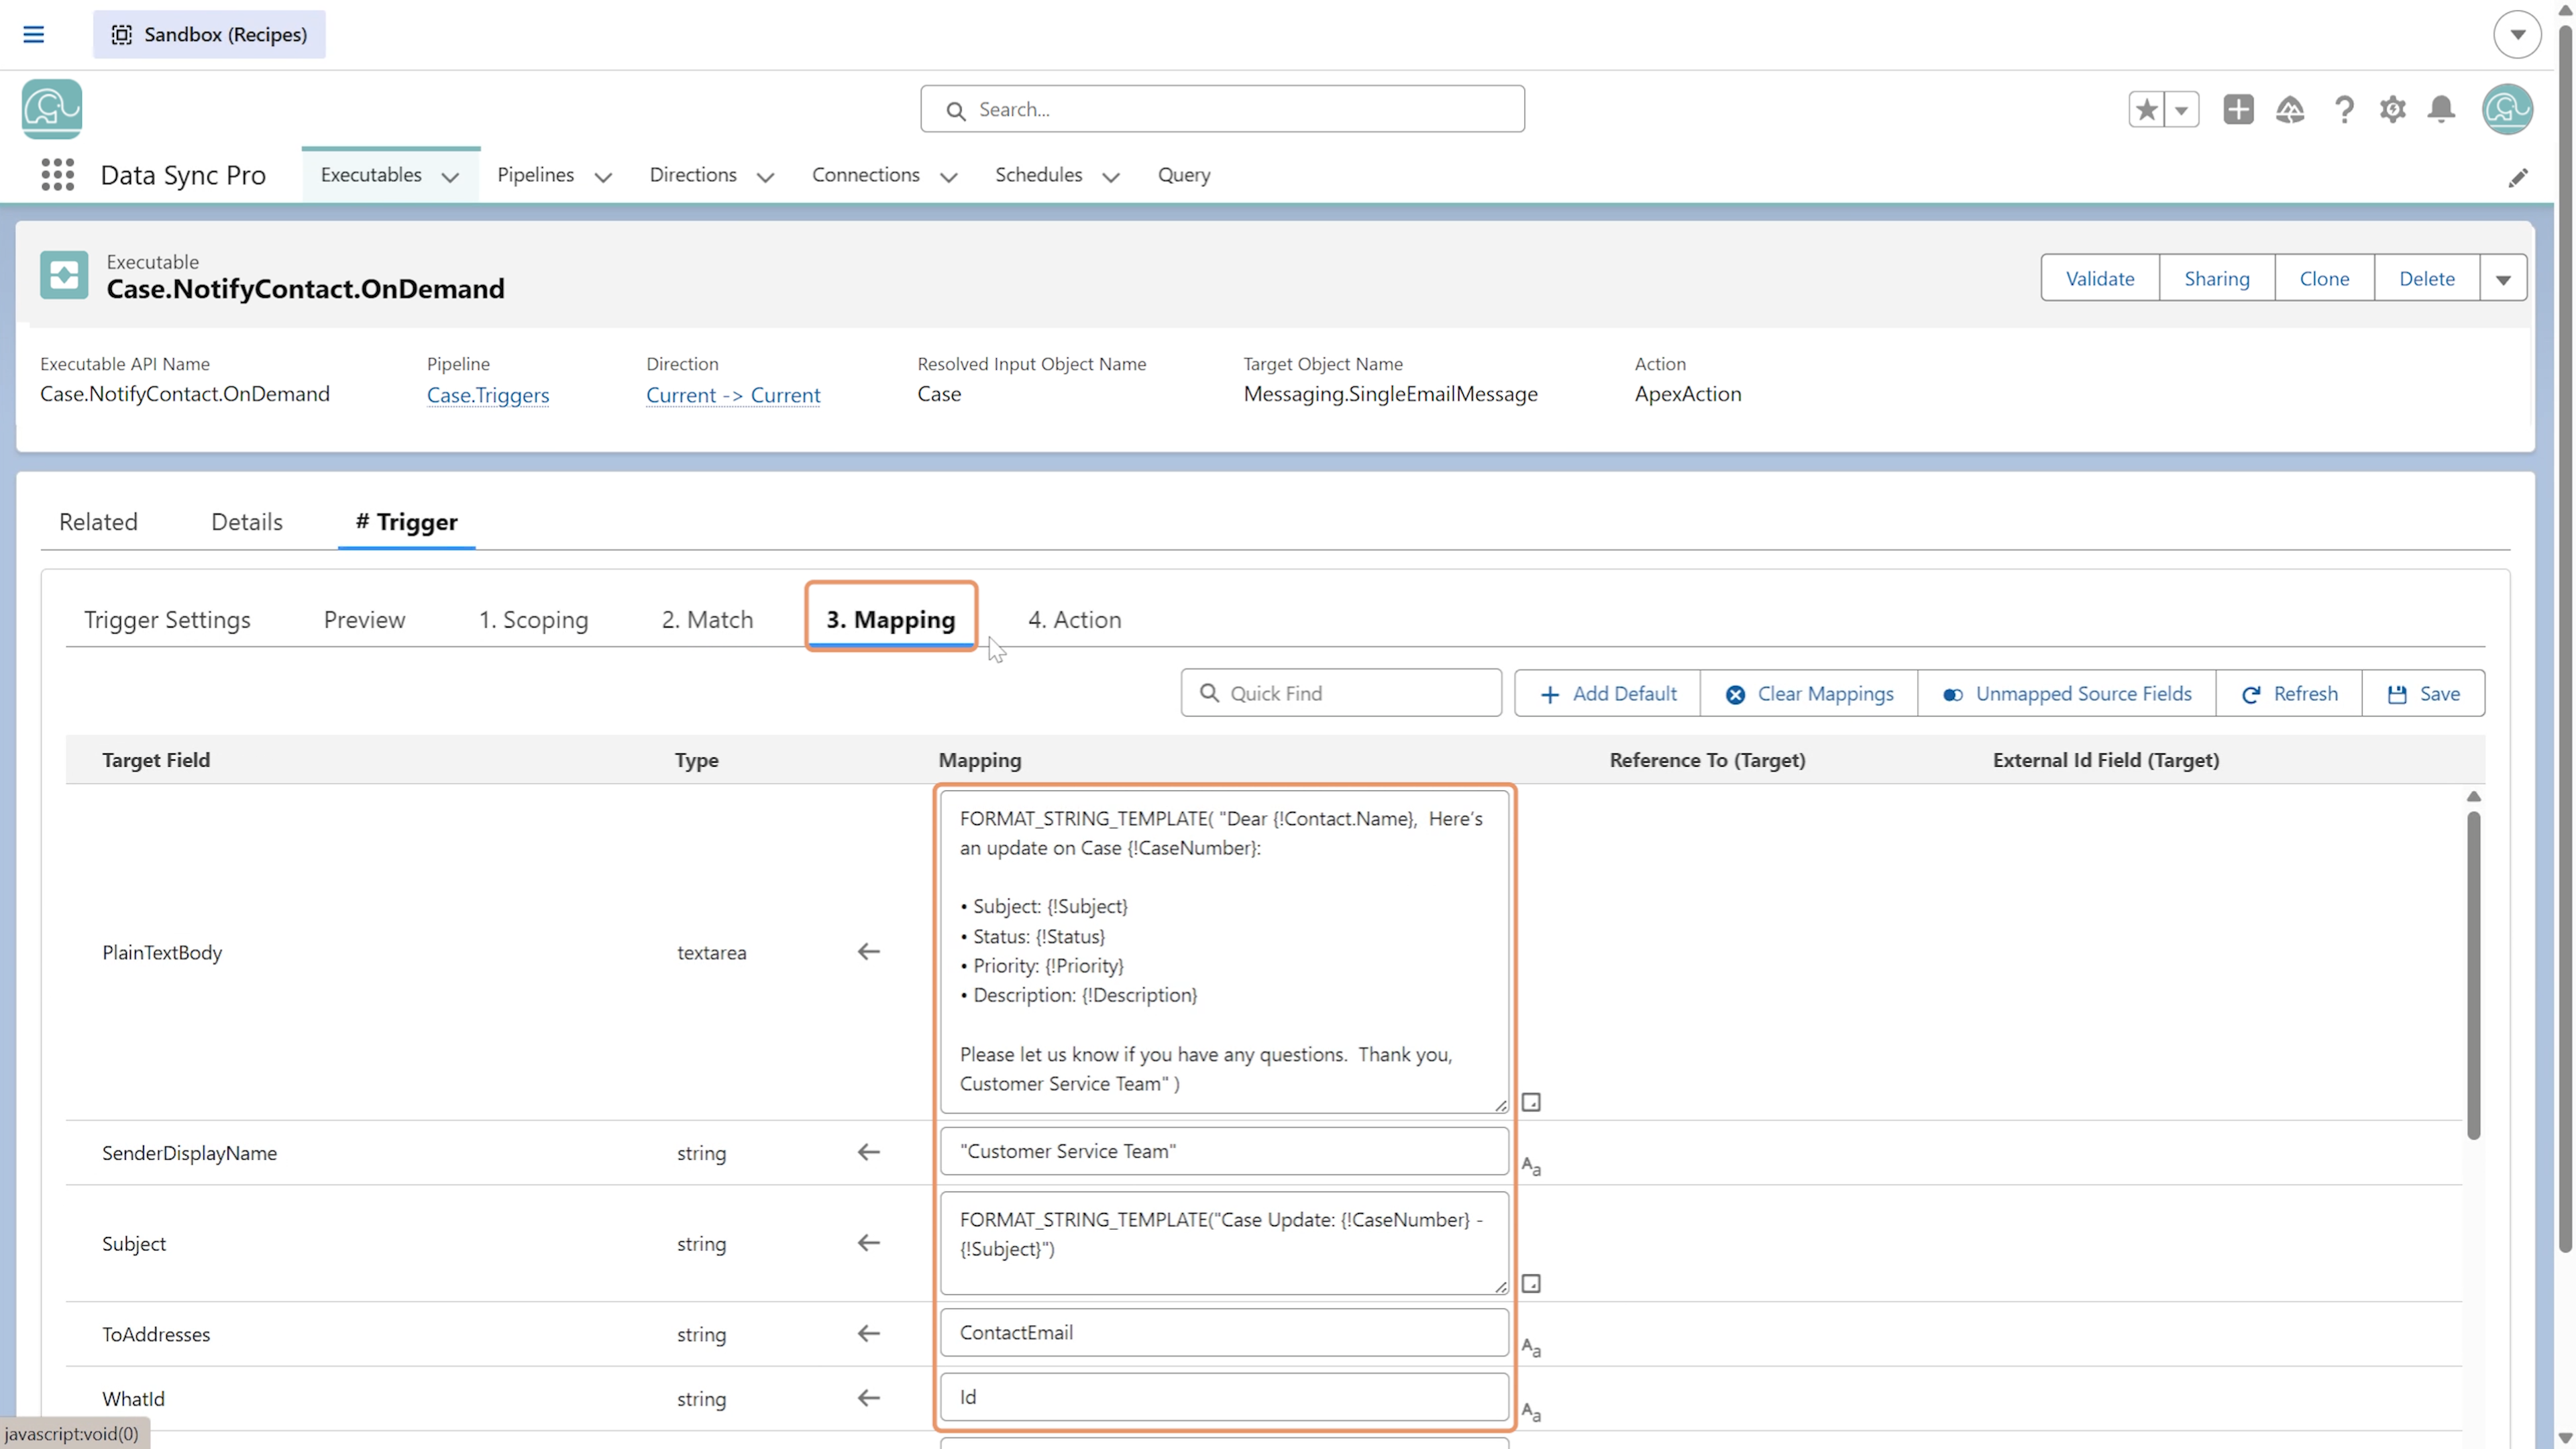 Sandbox (Recipes)
Search...
Data Sync Pro
Executables
Pipelines
Directions
Connections
Schedules
Query
Executable
Case.NotifyContact.OnDemand
Validate
Sharing
Clone
Delete
Executable API Name
Pipeline
Direction
Resolved Input Object Name
Target Object Name
Action
Case.NotifyContact.OnDemand
Case.Triggers
Current -> Current
Case
Messaging.SingleEmailMessage
ApexAction
Related
Details
# Trigger
Trigger Settings
Preview
1. Scoping
2. Match
3. Mapping
4. Action
Quick Find
Add Default
Clear Mappings
Unmapped Source Fields
Refresh
Save
Target Field
Type
Mapping
Reference To (Target)
External Id Field (Target)
PlainTextBody
textarea
FORMAT_STRING_TEMPLATE( "Dear {!Contact.Name},  Here's
an update on Case {!CaseNumber}:
• Subject: {!Subject}
• Status: {!Status}
• Priority: {!Priority}
• Description: {!Description}
Please let us know if you have any questions.  Thank you,
Customer Service Team" )
SenderDisplayName
string
"Customer Service Team"
Aa
Subject
string
FORMAT_STRING_TEMPLATE("Case Update: {!CaseNumber} -
{!Subject}")
ToAddresses
string
ContactEmail
Aa
WhatId
string
Id
Aa
javascript:void(0)